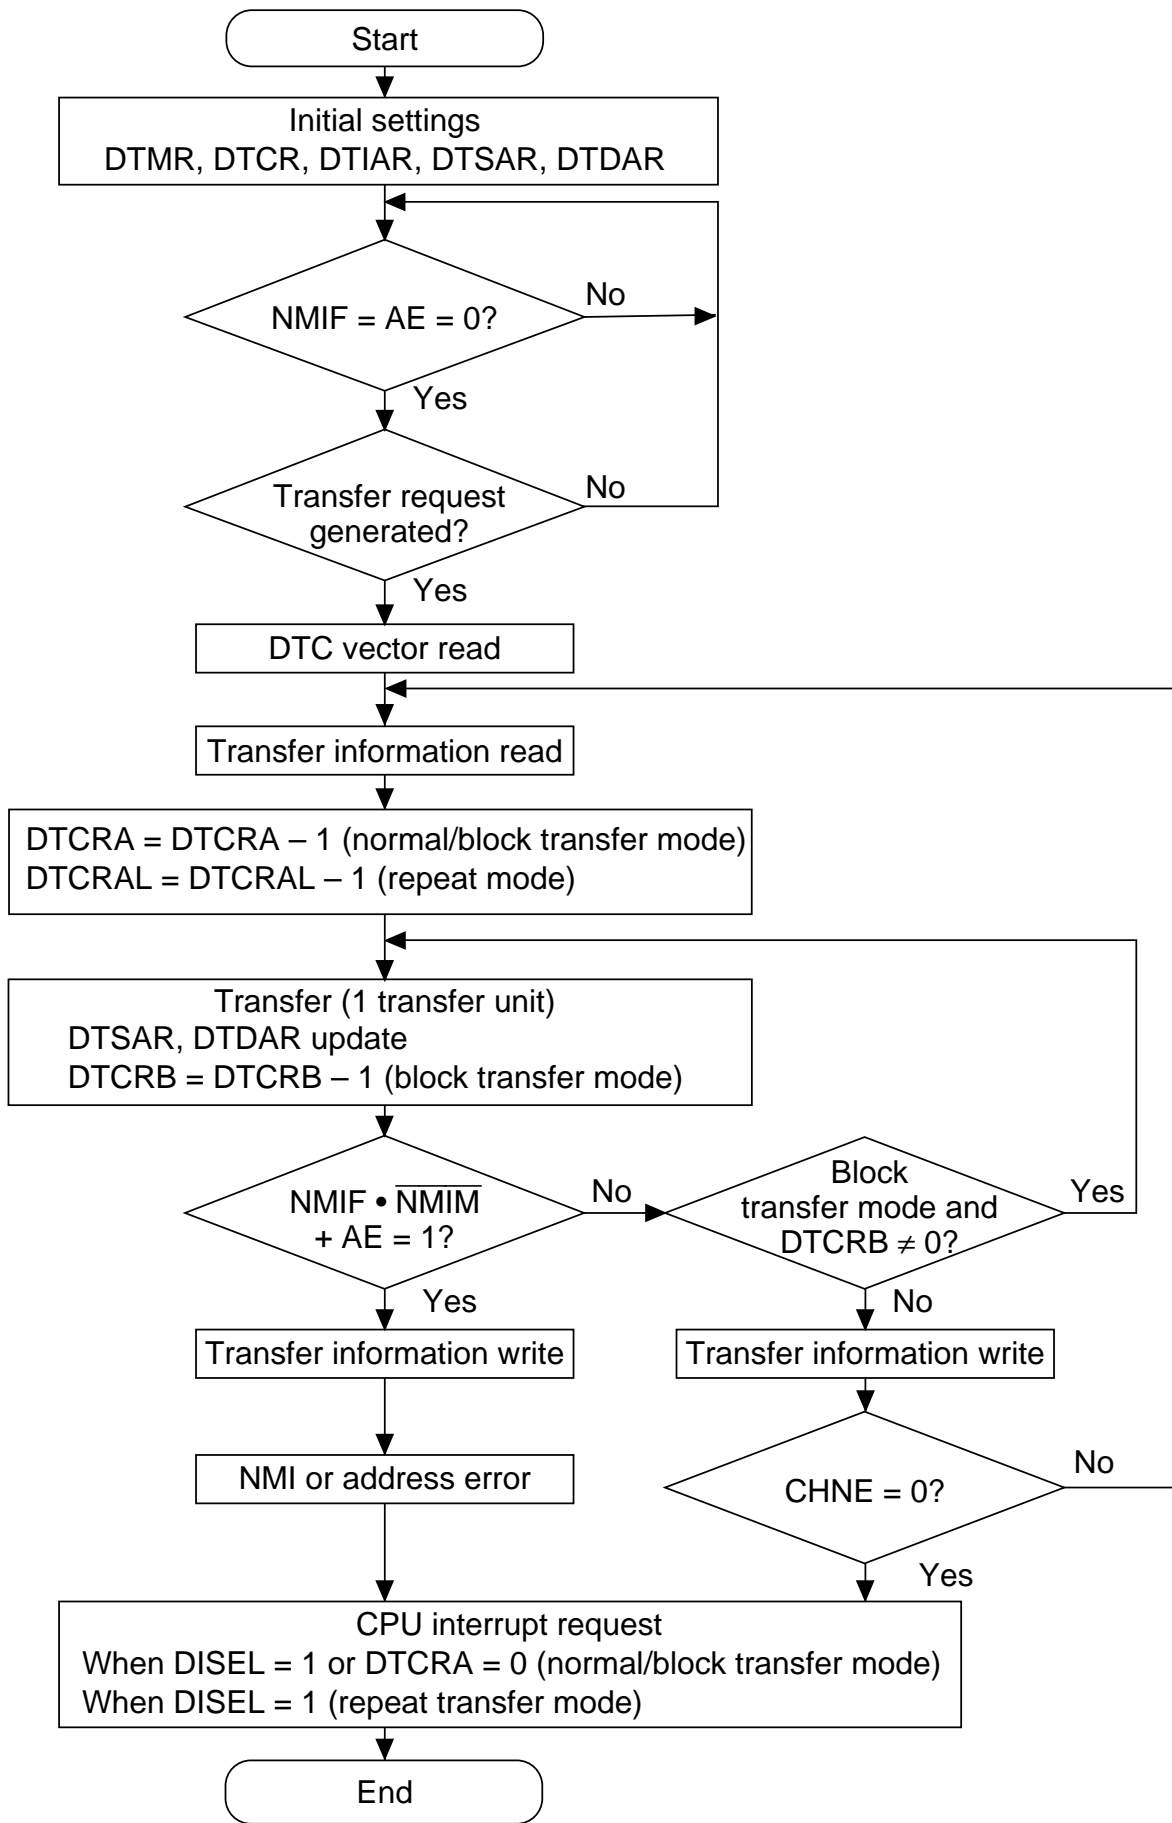 Start
Initial settings
DTMR, DTCR, DTIAR, DTSAR, DTDAR
NMIF = AE = 0?
No
Yes
Transfer request
generated?
No
Yes
DTC vector read
Transfer information read
DTCRA = DTCRA – 1 (normal/block transfer mode)
DTCRAL = DTCRAL – 1 (repeat mode)
Transfer (1 transfer unit)
DTSAR, DTDAR update
DTCRB = DTCRB – 1 (block transfer mode)
NMIF • N̅M̅I̅M̅
+ AE = 1?
No
Yes
Block
transfer mode and
DTCRB ≠ 0?
Yes
No
Transfer information write
Transfer information write
NMI or address error
CHNE = 0?
No
Yes
CPU interrupt request
When DISEL = 1 or DTCRA = 0 (normal/block transfer mode)
When DISEL = 1 (repeat transfer mode)
End